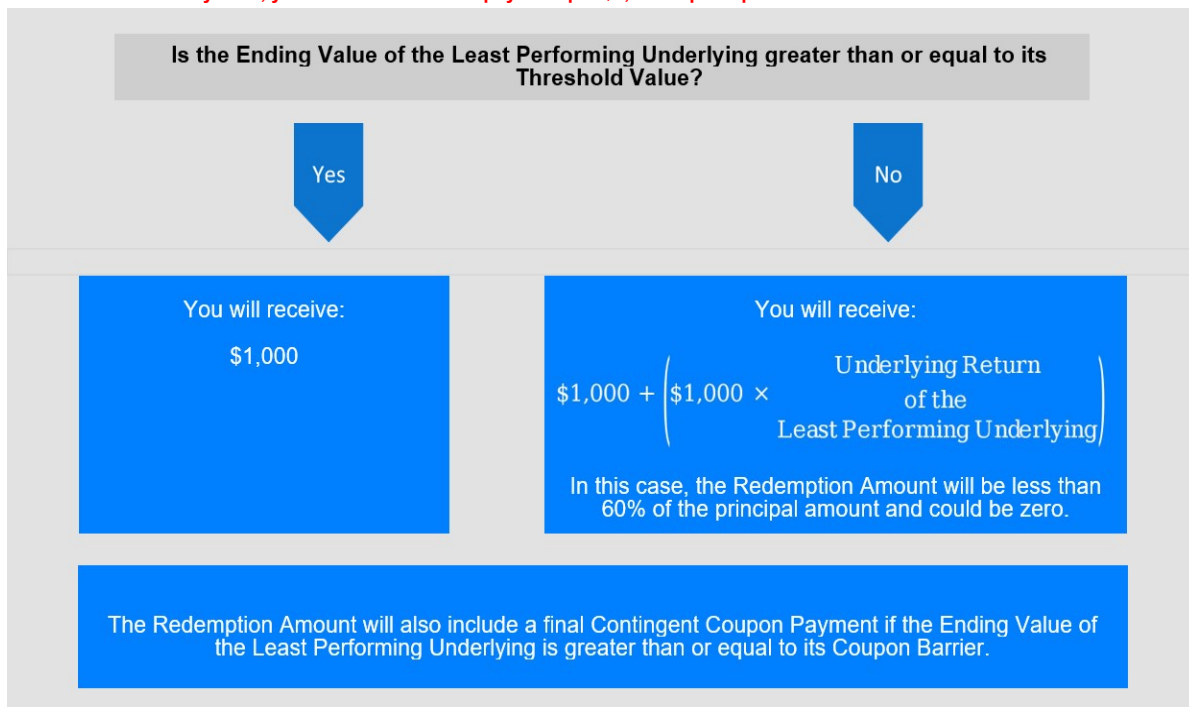 Is the Ending Value of the Least Performing Underlying greater than or equal to its
Threshold Value?
Yes
No
You will receive:
$1,000
You will receive:
$1,000 + ($1,000 × Underlying Return
of the
Least Performing Underlying)
In this case, the Redemption Amount will be less than
60% of the principal amount and could be zero.
The Redemption Amount will also include a final Contingent Coupon Payment if the Ending Value of
the Least Performing Underlying is greater than or equal to its Coupon Barrier.